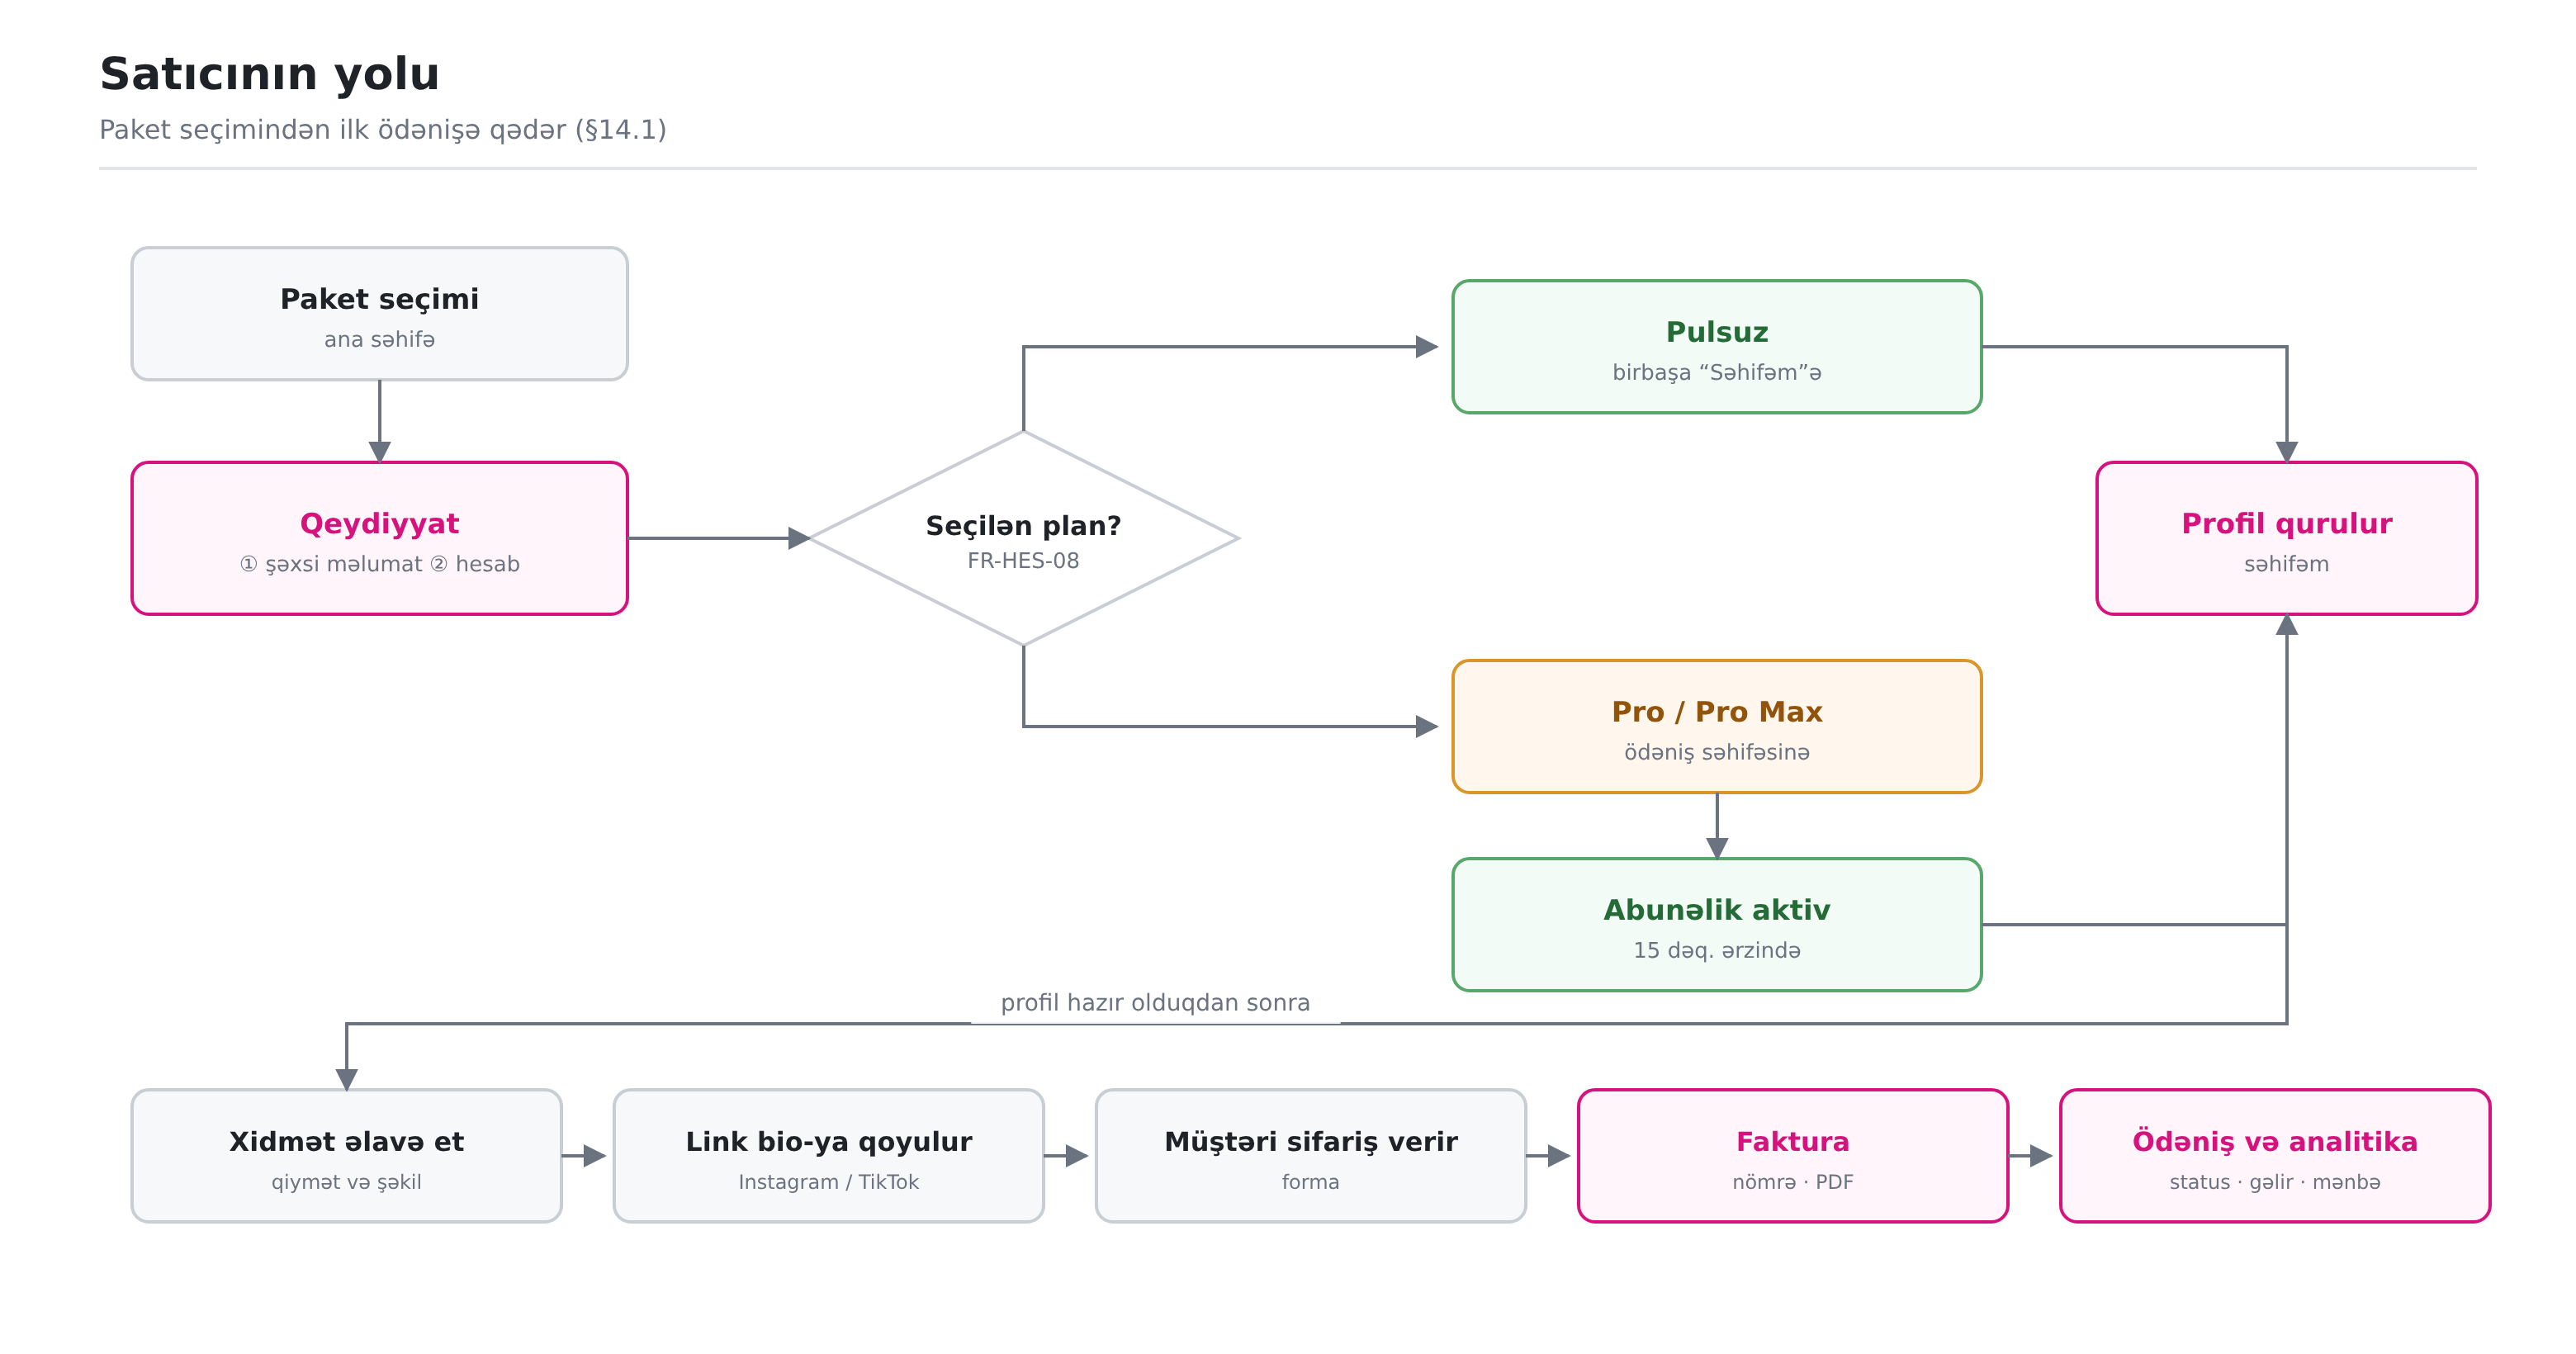 Satıcının yolu
Paket seçimindən ilk ödənişə qədər (§14.1)
Paket seçimi
ana səhifə
Qeydiyyat
① şəxsi məlumat ② hesab
Seçilən plan?
FR-HES-08
Pulsuz
birbaşa “Səhifəm”ə
Profil qurulur
səhifəm
Pro / Pro Max
ödəniş səhifəsinə
Abunəlik aktiv
15 dəq. ərzində
profil hazır olduqdan sonra
Xidmət əlavə et
qiymət və şəkil
Link bio-ya qoyulur
Instagram / TikTok
Müştəri sifariş verir
forma
Faktura
nömrə · PDF
Ödəniş və analitika
status · gəlir · mənbə